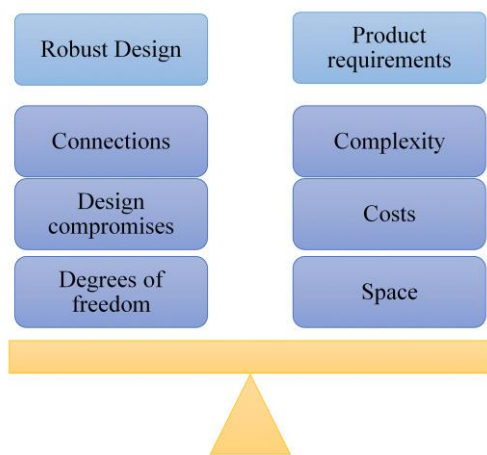 Robust Design
Connections
Design
compromises
Degrees of
freedom
Product
requirements
Complexity
Costs
Space